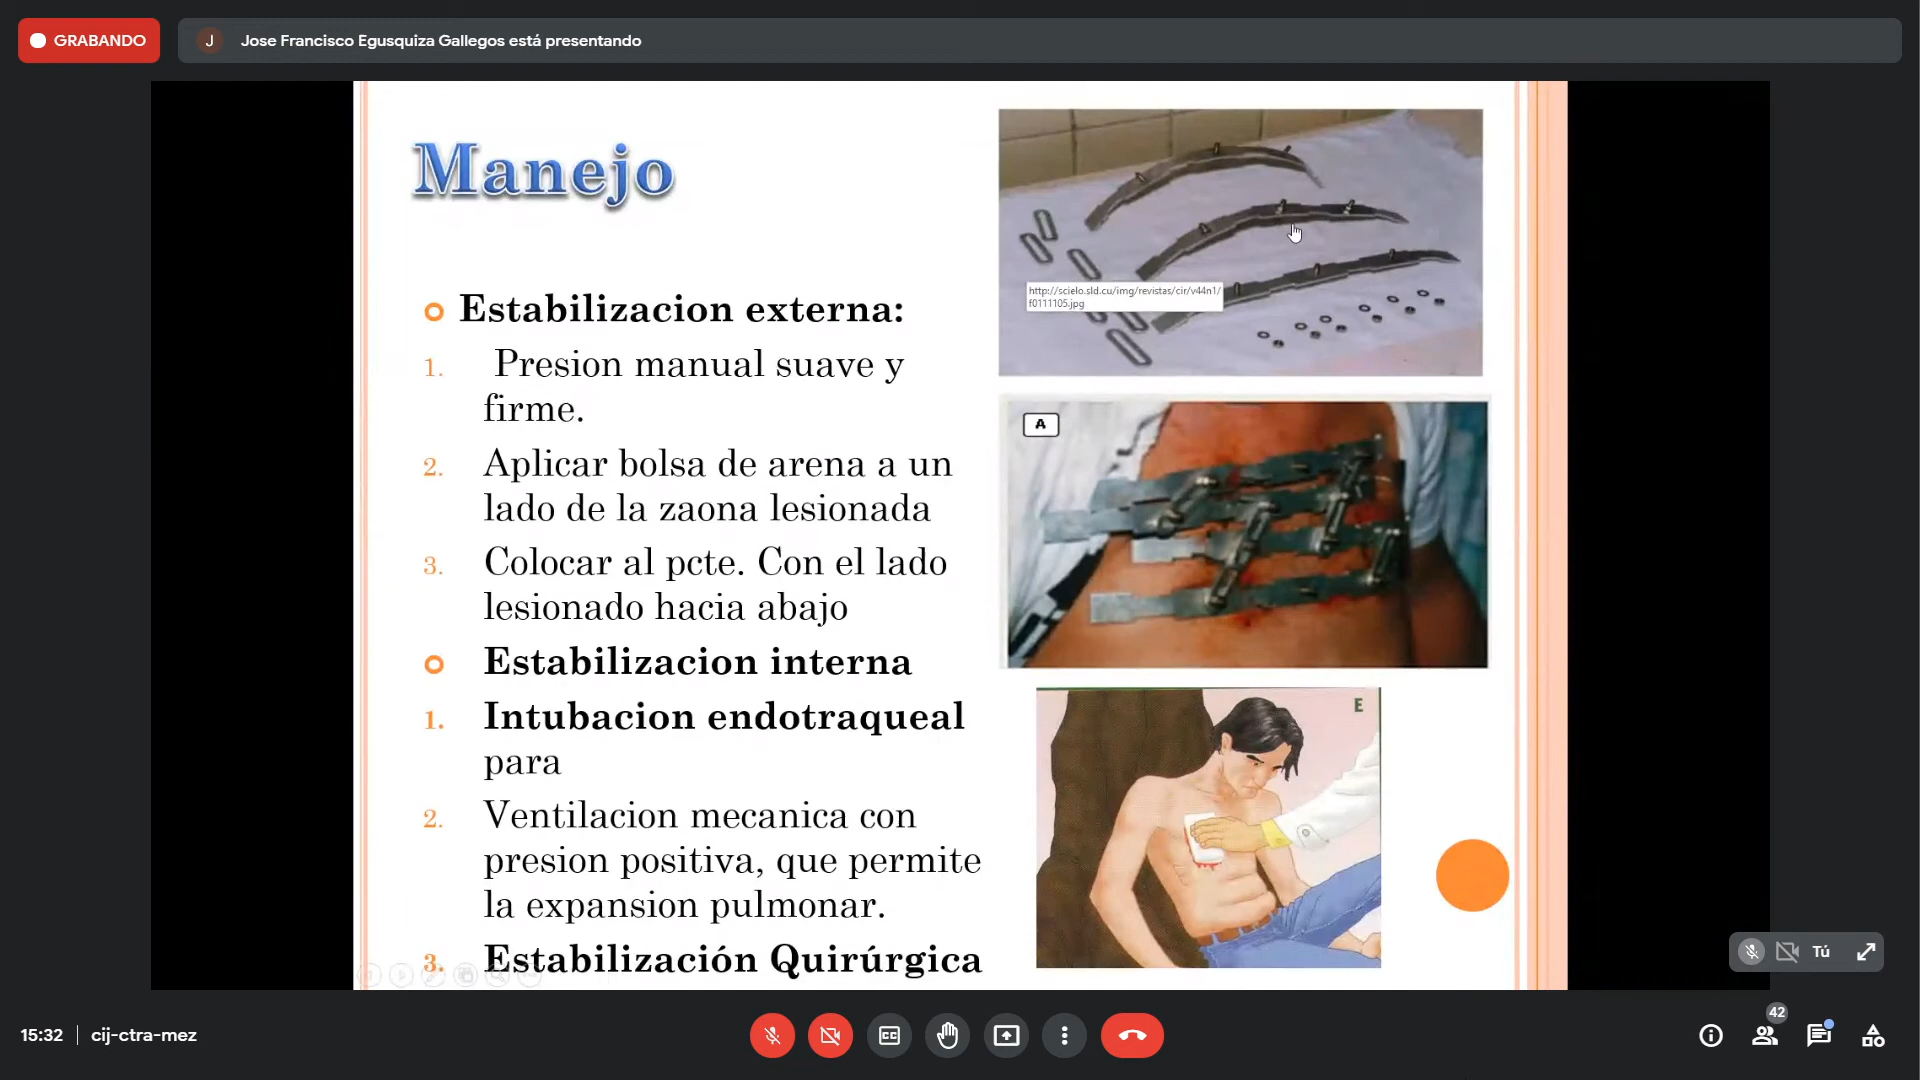 GRABANDO
J
Jose Francisco Egusquiza Gallegos está presentando
Manejo
Estabilizacion externa:
1. Presion manual suave y
firme.
2. Aplicar bolsa de arena a un
lado de la zaona lesionada
3. Colocar al pcte. Con el lado
lesionado hacia abajo
Estabilizacion interna
1. Intubacion endotraqueal
para
2. Ventilacion mecanica con
presion positiva, que permite
la expansion pulmonar.
3. Estabilización Quirúrgica
http://scielo.sld.cu/img/revistas/cir/v44n1/
f0111105.jpg
A
E
Tú
15:32 | cij-ctra-mez
CC
42